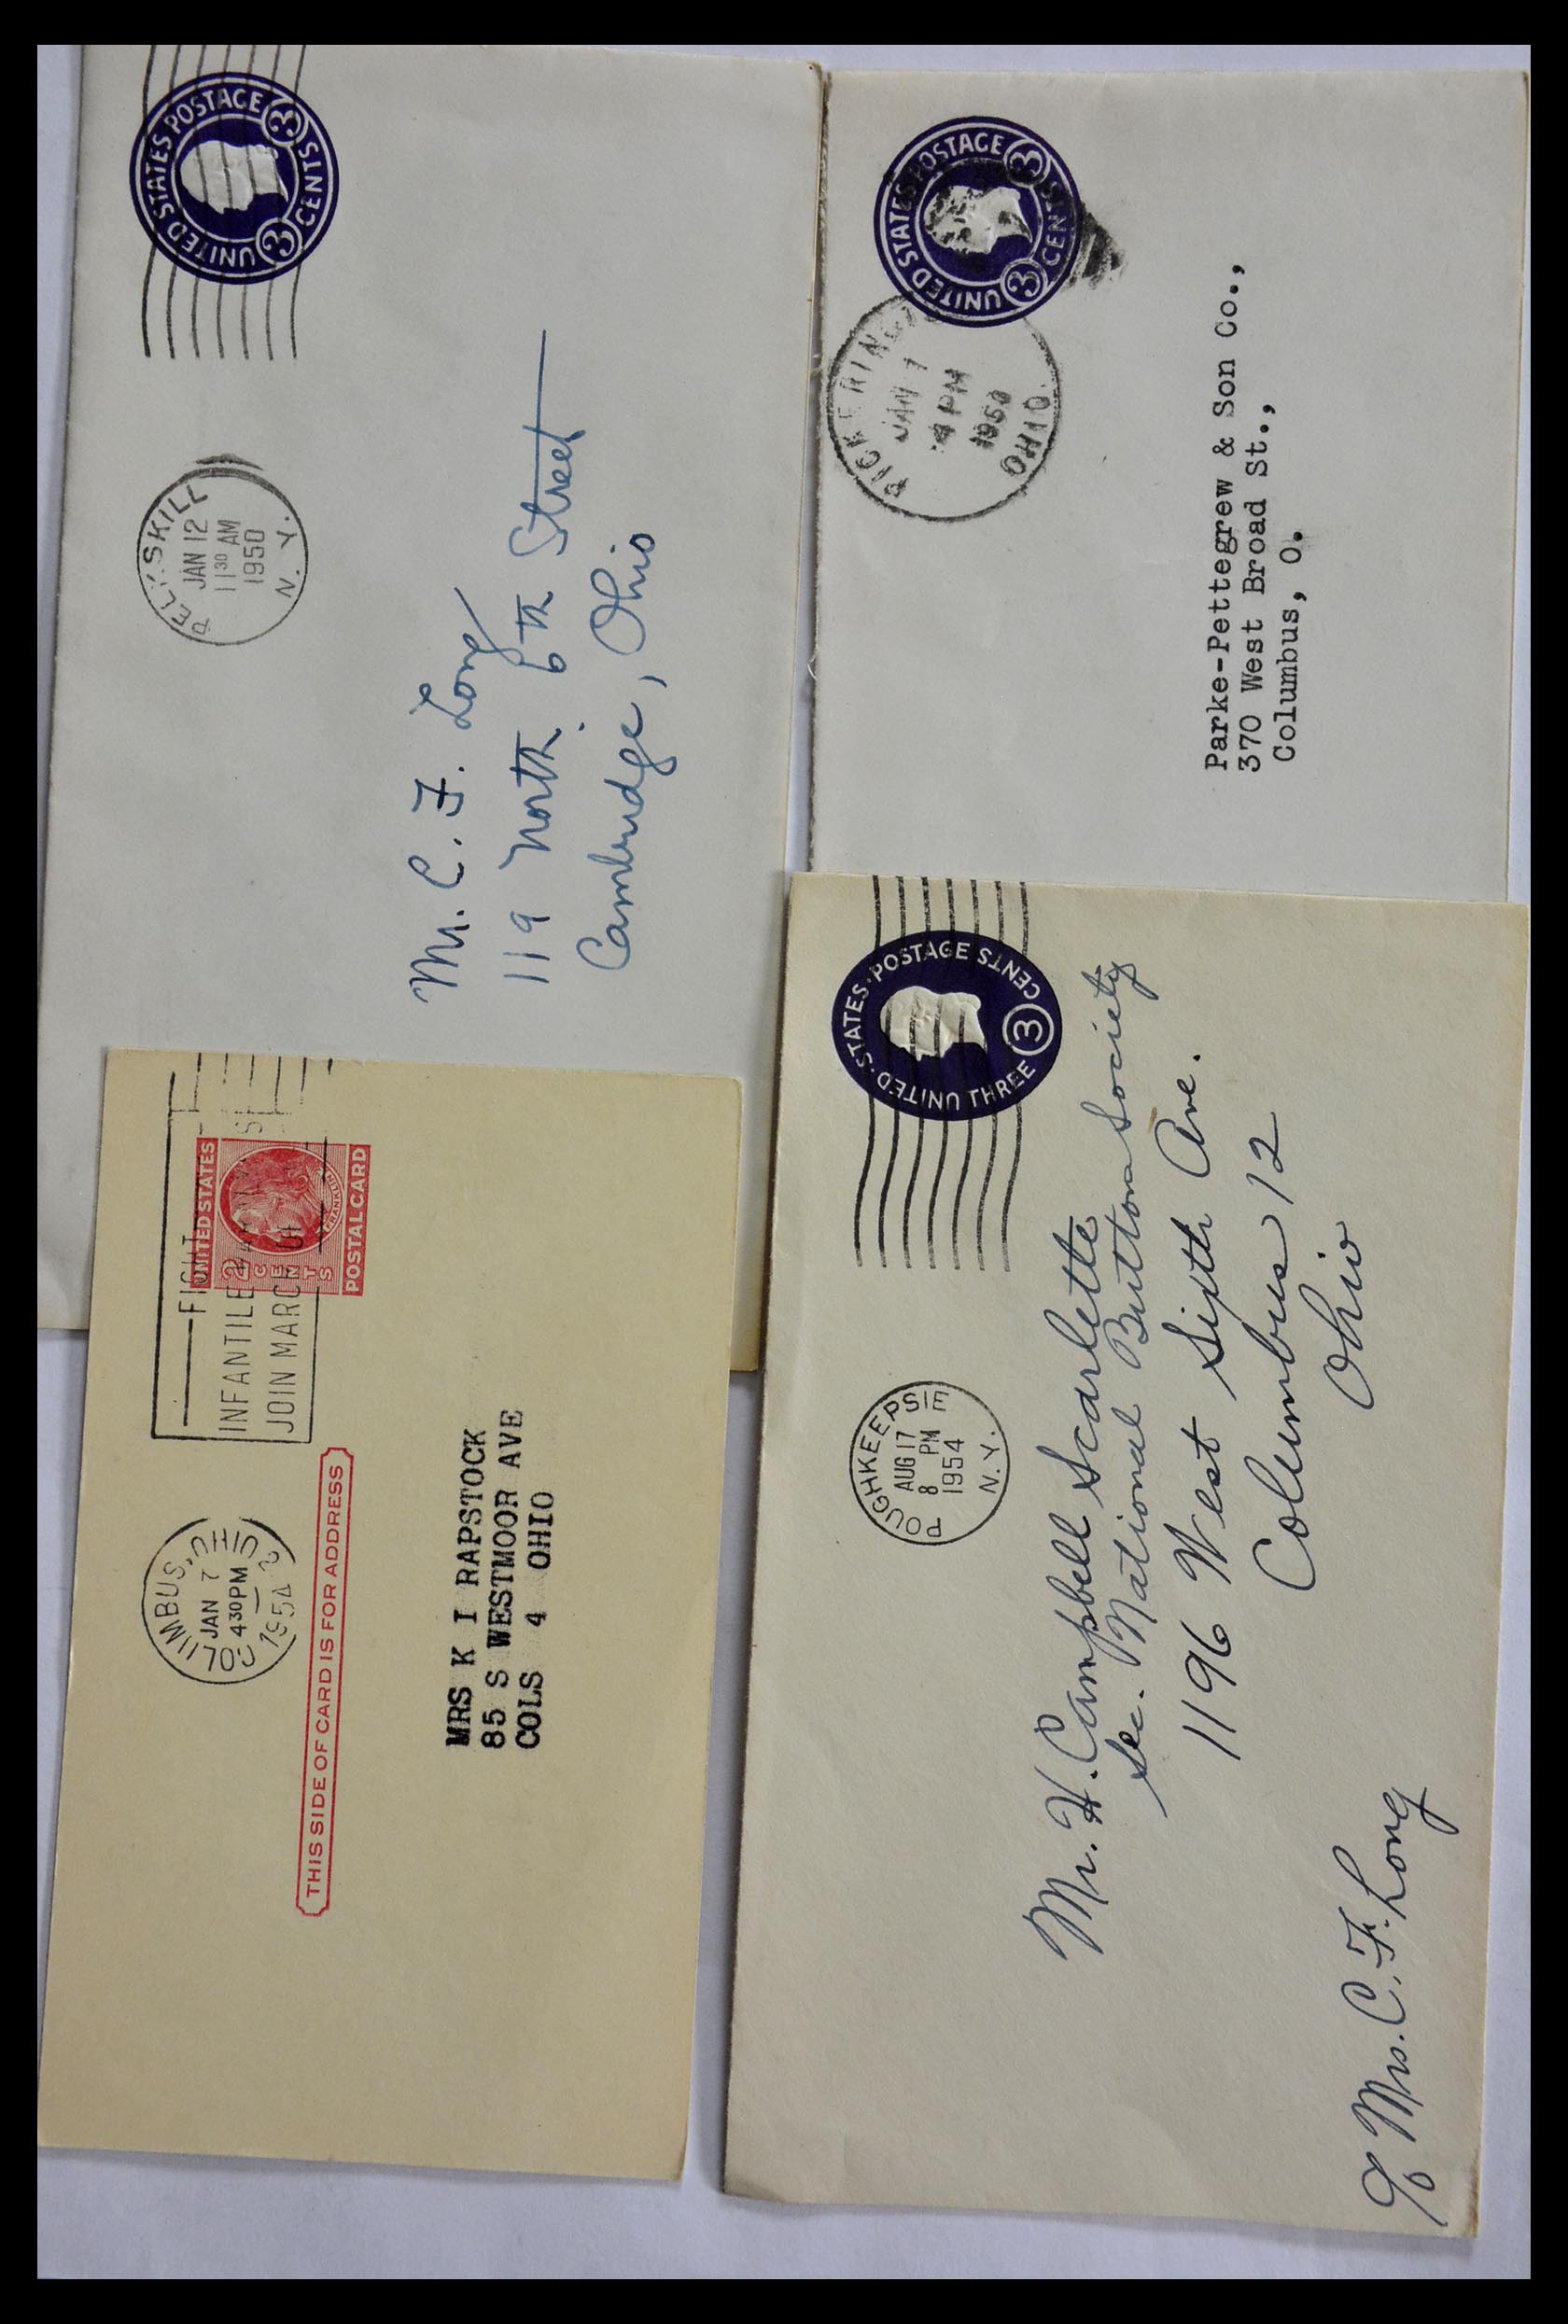 UNITED STATES POSTAGE
3 CENTS 3
JAN 12
11 30 AM
1950
N. Y.
Mr. C. F. Long
119 North 6th Street
Cambridge, Ohio
UNITED STATES POSTAGE
3 CENTS 3
JAN 7
4 PM
1950
OHIO
Parke-Pettegrew & Son Co.,
370 West Broad St.,
Columbus, O.
UNITED STATES
2 CENTS
FRANKLIN
POSTAL CARD
INFANTILE
JOIN MARCH OF
COLUMBUS, OHIO
JAN 7
4 30 PM
1954
THIS SIDE OF CARD IS FOR ADDRESS
MRS K I RAPSTOCK
85 S WESTMOOR AVE
COLS 4 OHIO
UNITED·STATES·POSTAGE
THREE 3 CENTS
POUGHKEEPSIE
AUG 17
8 PM
1954
N.Y.
Mr. H. Campbell Scarlette
Sec. National Button Society
1196 West Sixth Ave.
Columbus 12
Ohio
% Mrs. C. F. Long